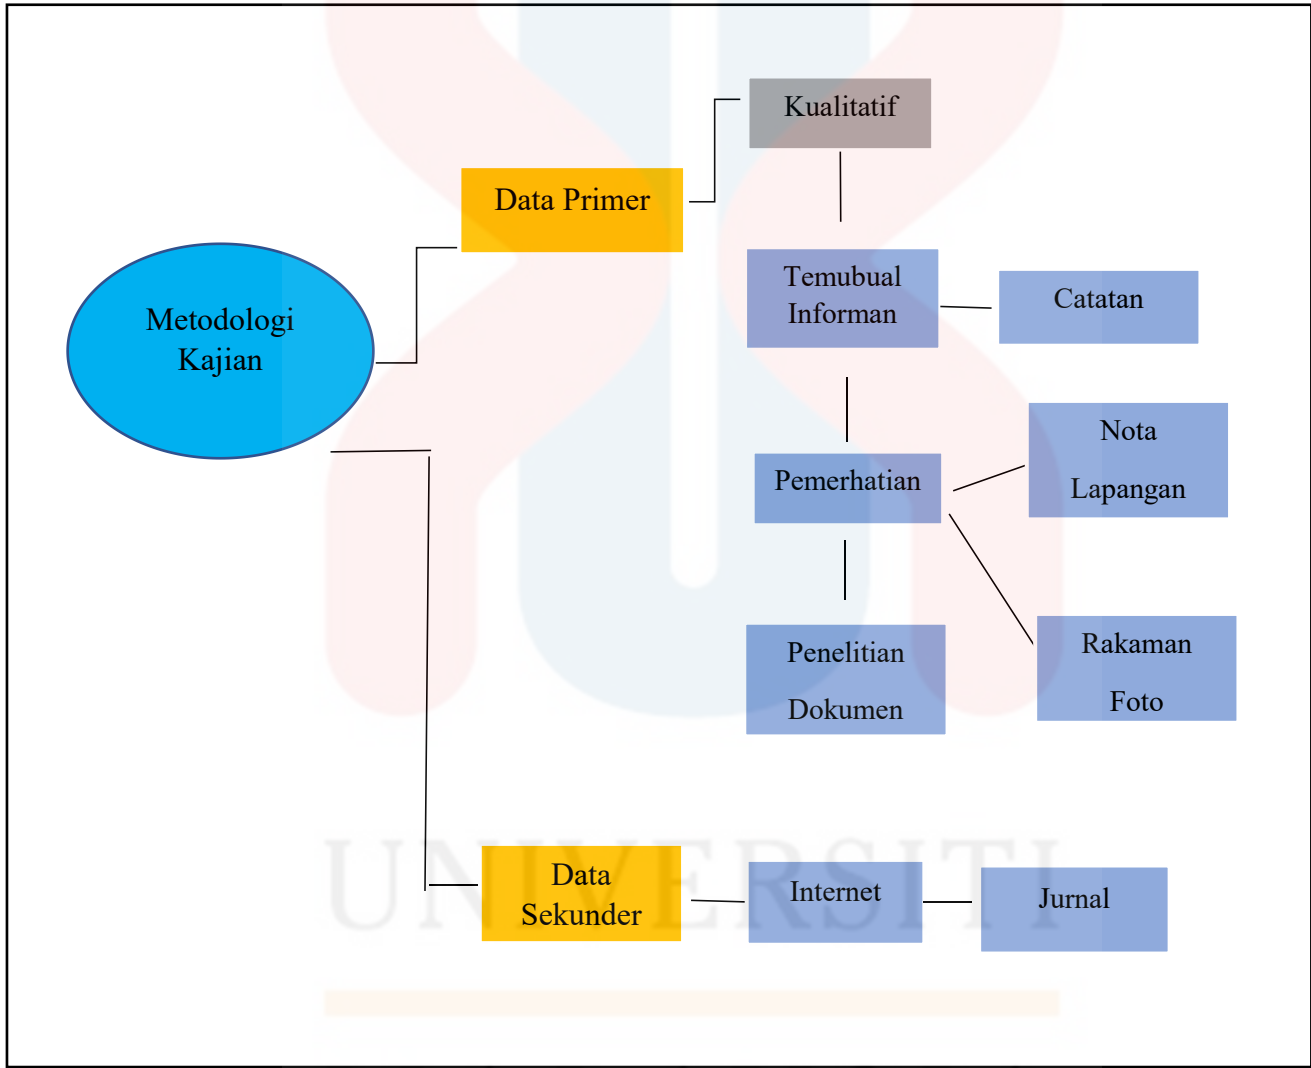 Kualitatif
Data Primer
Metodologi
Kajian
Temubual
Informan
Catatan
Nota
Lapangan
Pemerhatian
Penelitian
Dokumen
Rakaman
Foto
UNIVERSITI
Data
Sekunder
Internet
Jurnal